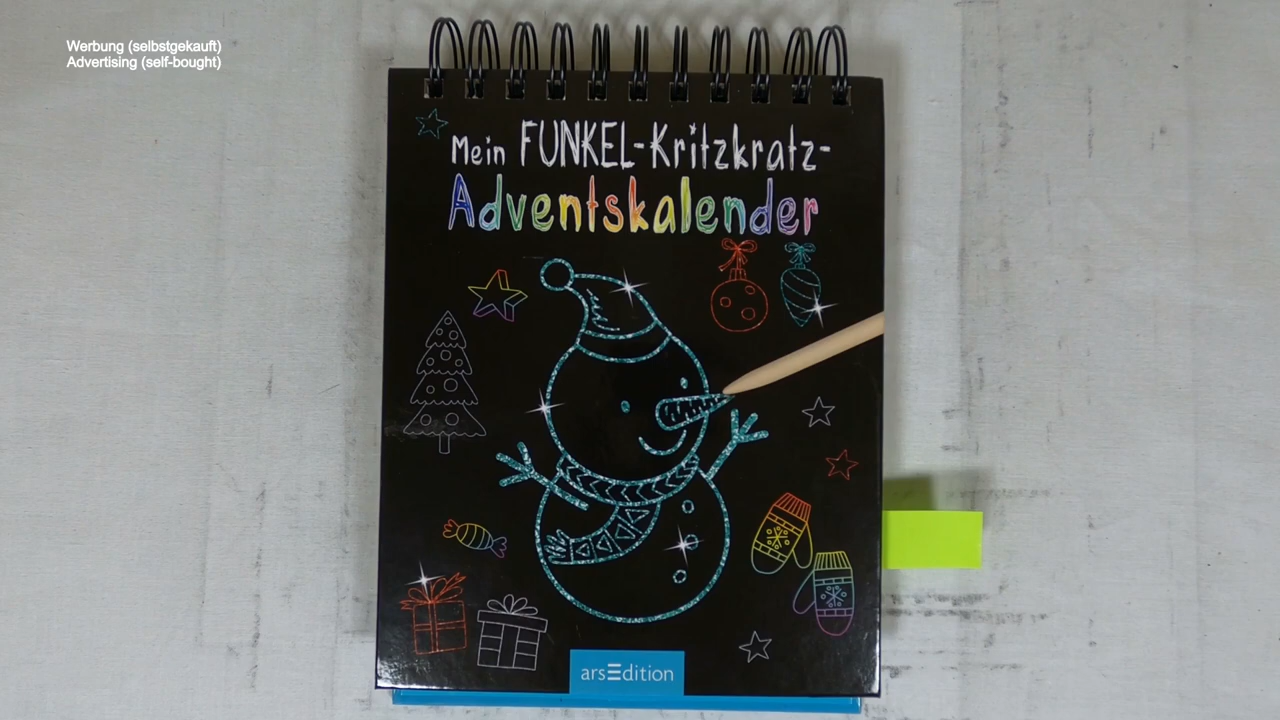 Werbung (selbstgekauft)
Advertising (self-bought)
Mein FUNKEL-Kritzkratz-
Adventskalender
arsEdition